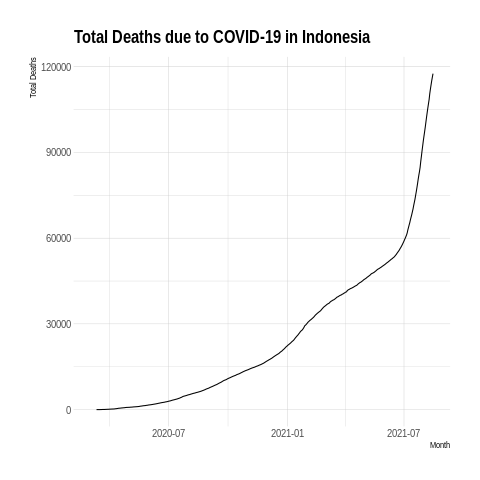 Total Deaths due to COVID-19 in Indonesia
Total Deaths
120000
90000
60000
30000
0
2020-07
2021-01
2021-07
Month